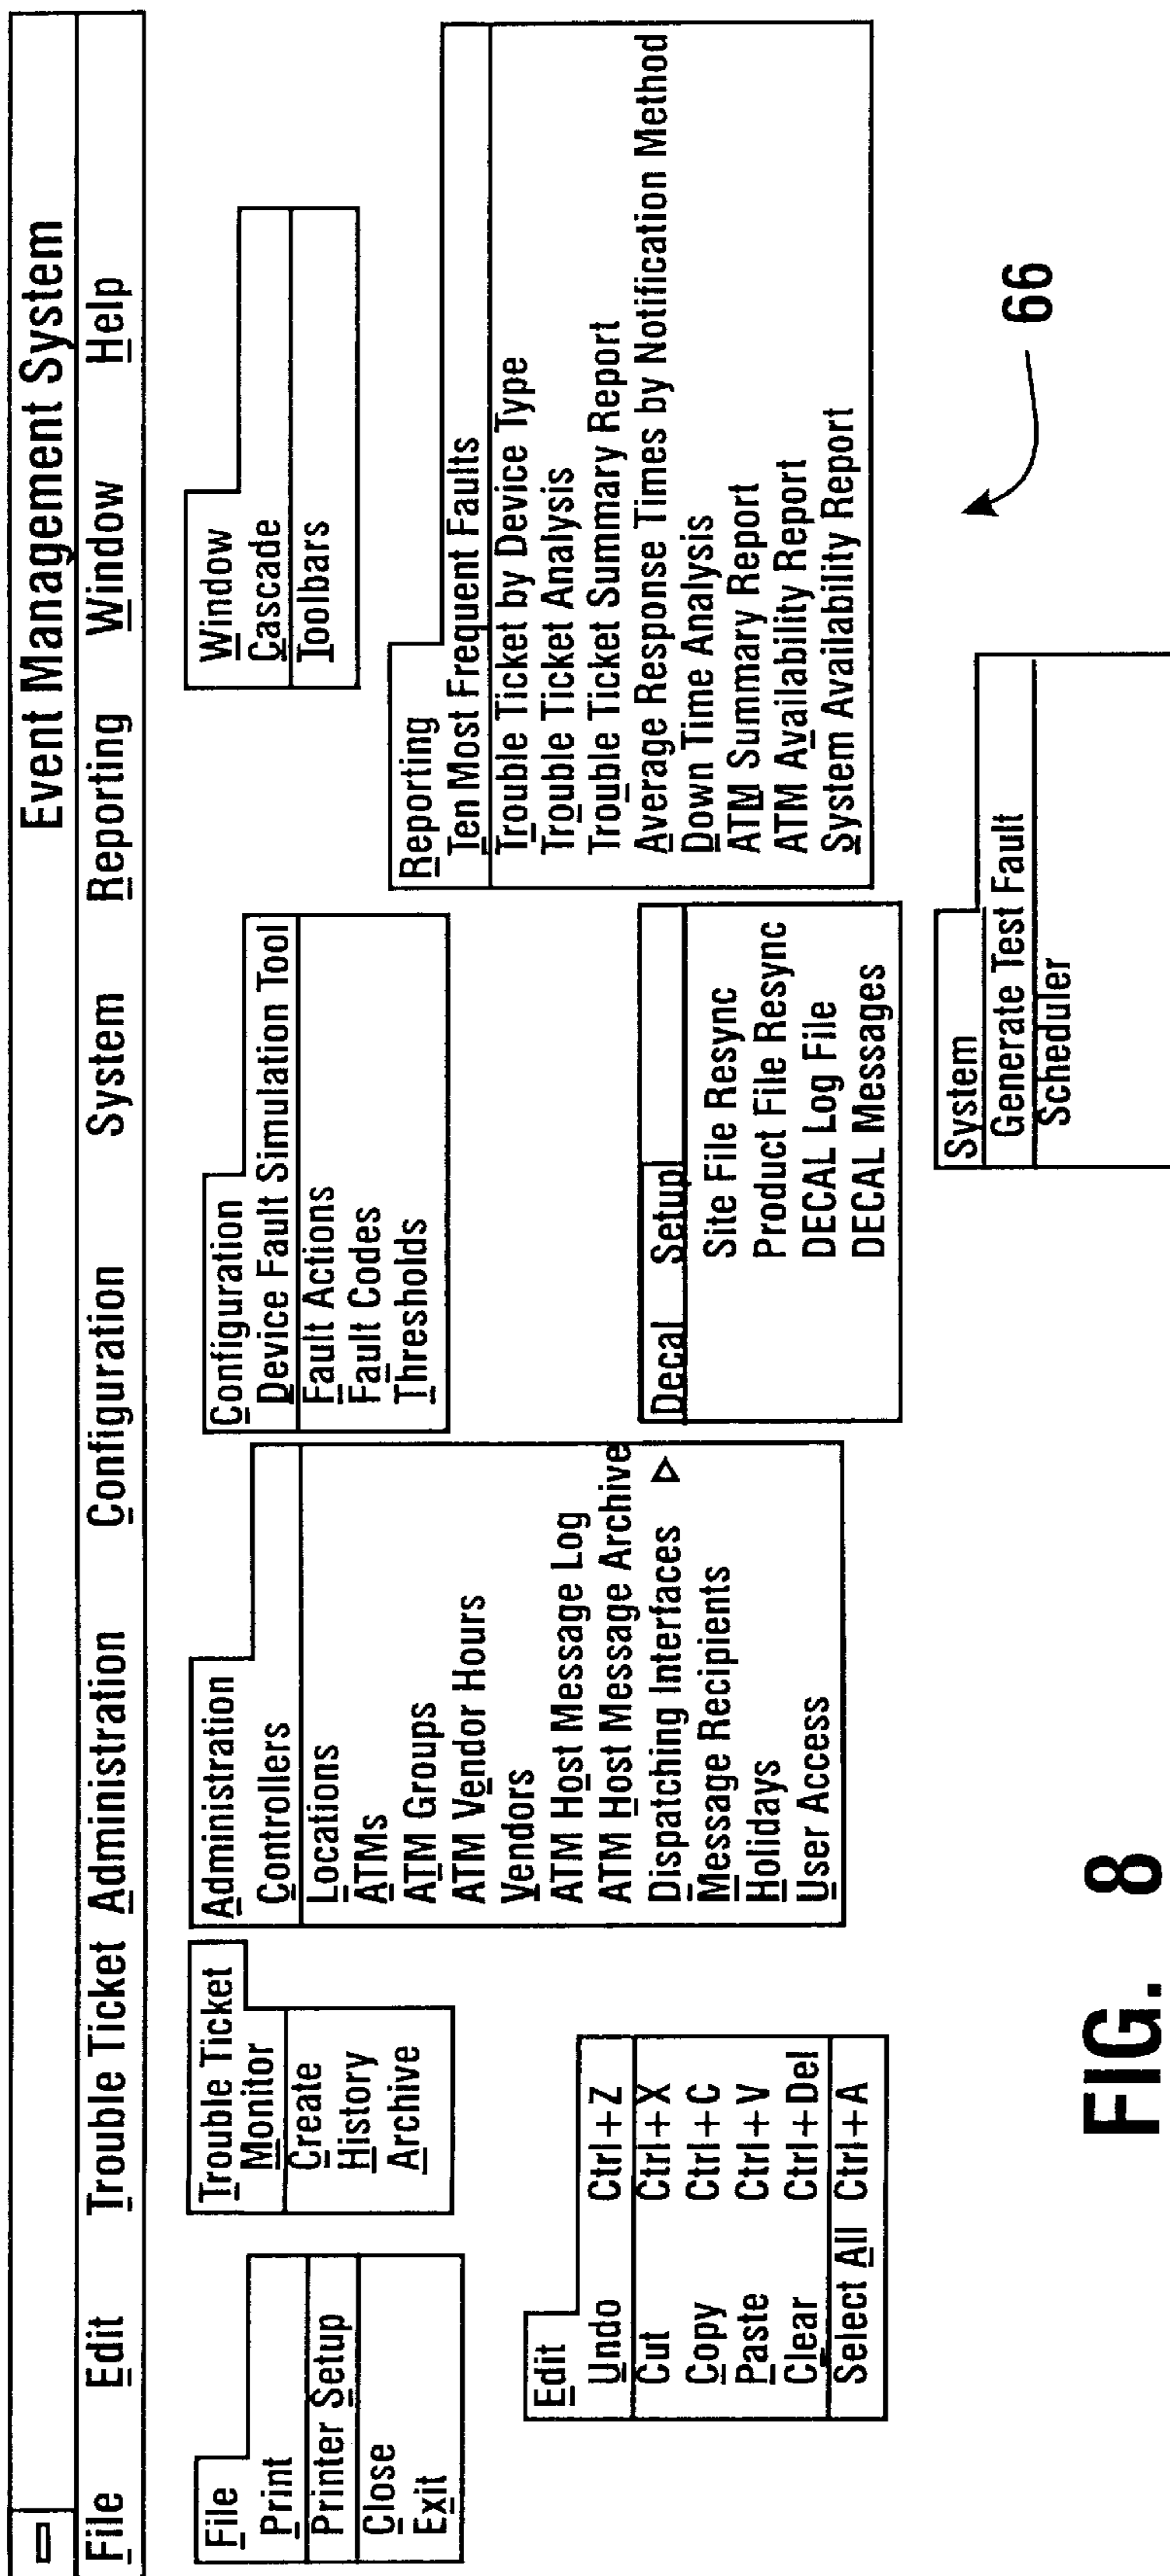 Event Management System
File Edit Trouble Ticket Administration Configuration System Reporting Window Help
File
Print
Printer Setup
Close
Exit
Trouble Ticket
Monitor
Create
History
Archive
Administration
Controllers
Locations
ATMs
ATM Groups
ATM Vendor Hours
Vendors
ATM Host Message Log
ATM Host Message Archive
Dispatching Interfaces ▷
Message Recipients
Holidays
User Access
Configuration
Device Fault Simulation Tool
Fault Actions
Fault Codes
Thresholds
Window
Cascade
Toolbars
Edit
Undo Ctrl+Z
Cut Ctrl+X
Copy Ctrl+C
Paste Ctrl+V
Clear Ctrl+Del
Select All Ctrl+A
Decal Setup
Site File Resync
Product File Resync
DECAL Log File
DECAL Messages
Reporting
Ten Most Frequent Faults
Trouble Ticket by Device Type
Trouble Ticket Analysis
Trouble Ticket Summary Report
Average Response Times by Notification Method
Down Time Analysis
ATM Summary Report
ATM Availability Report
System Availability Report
System
Generate Test Fault
Scheduler
66
FIG. 8